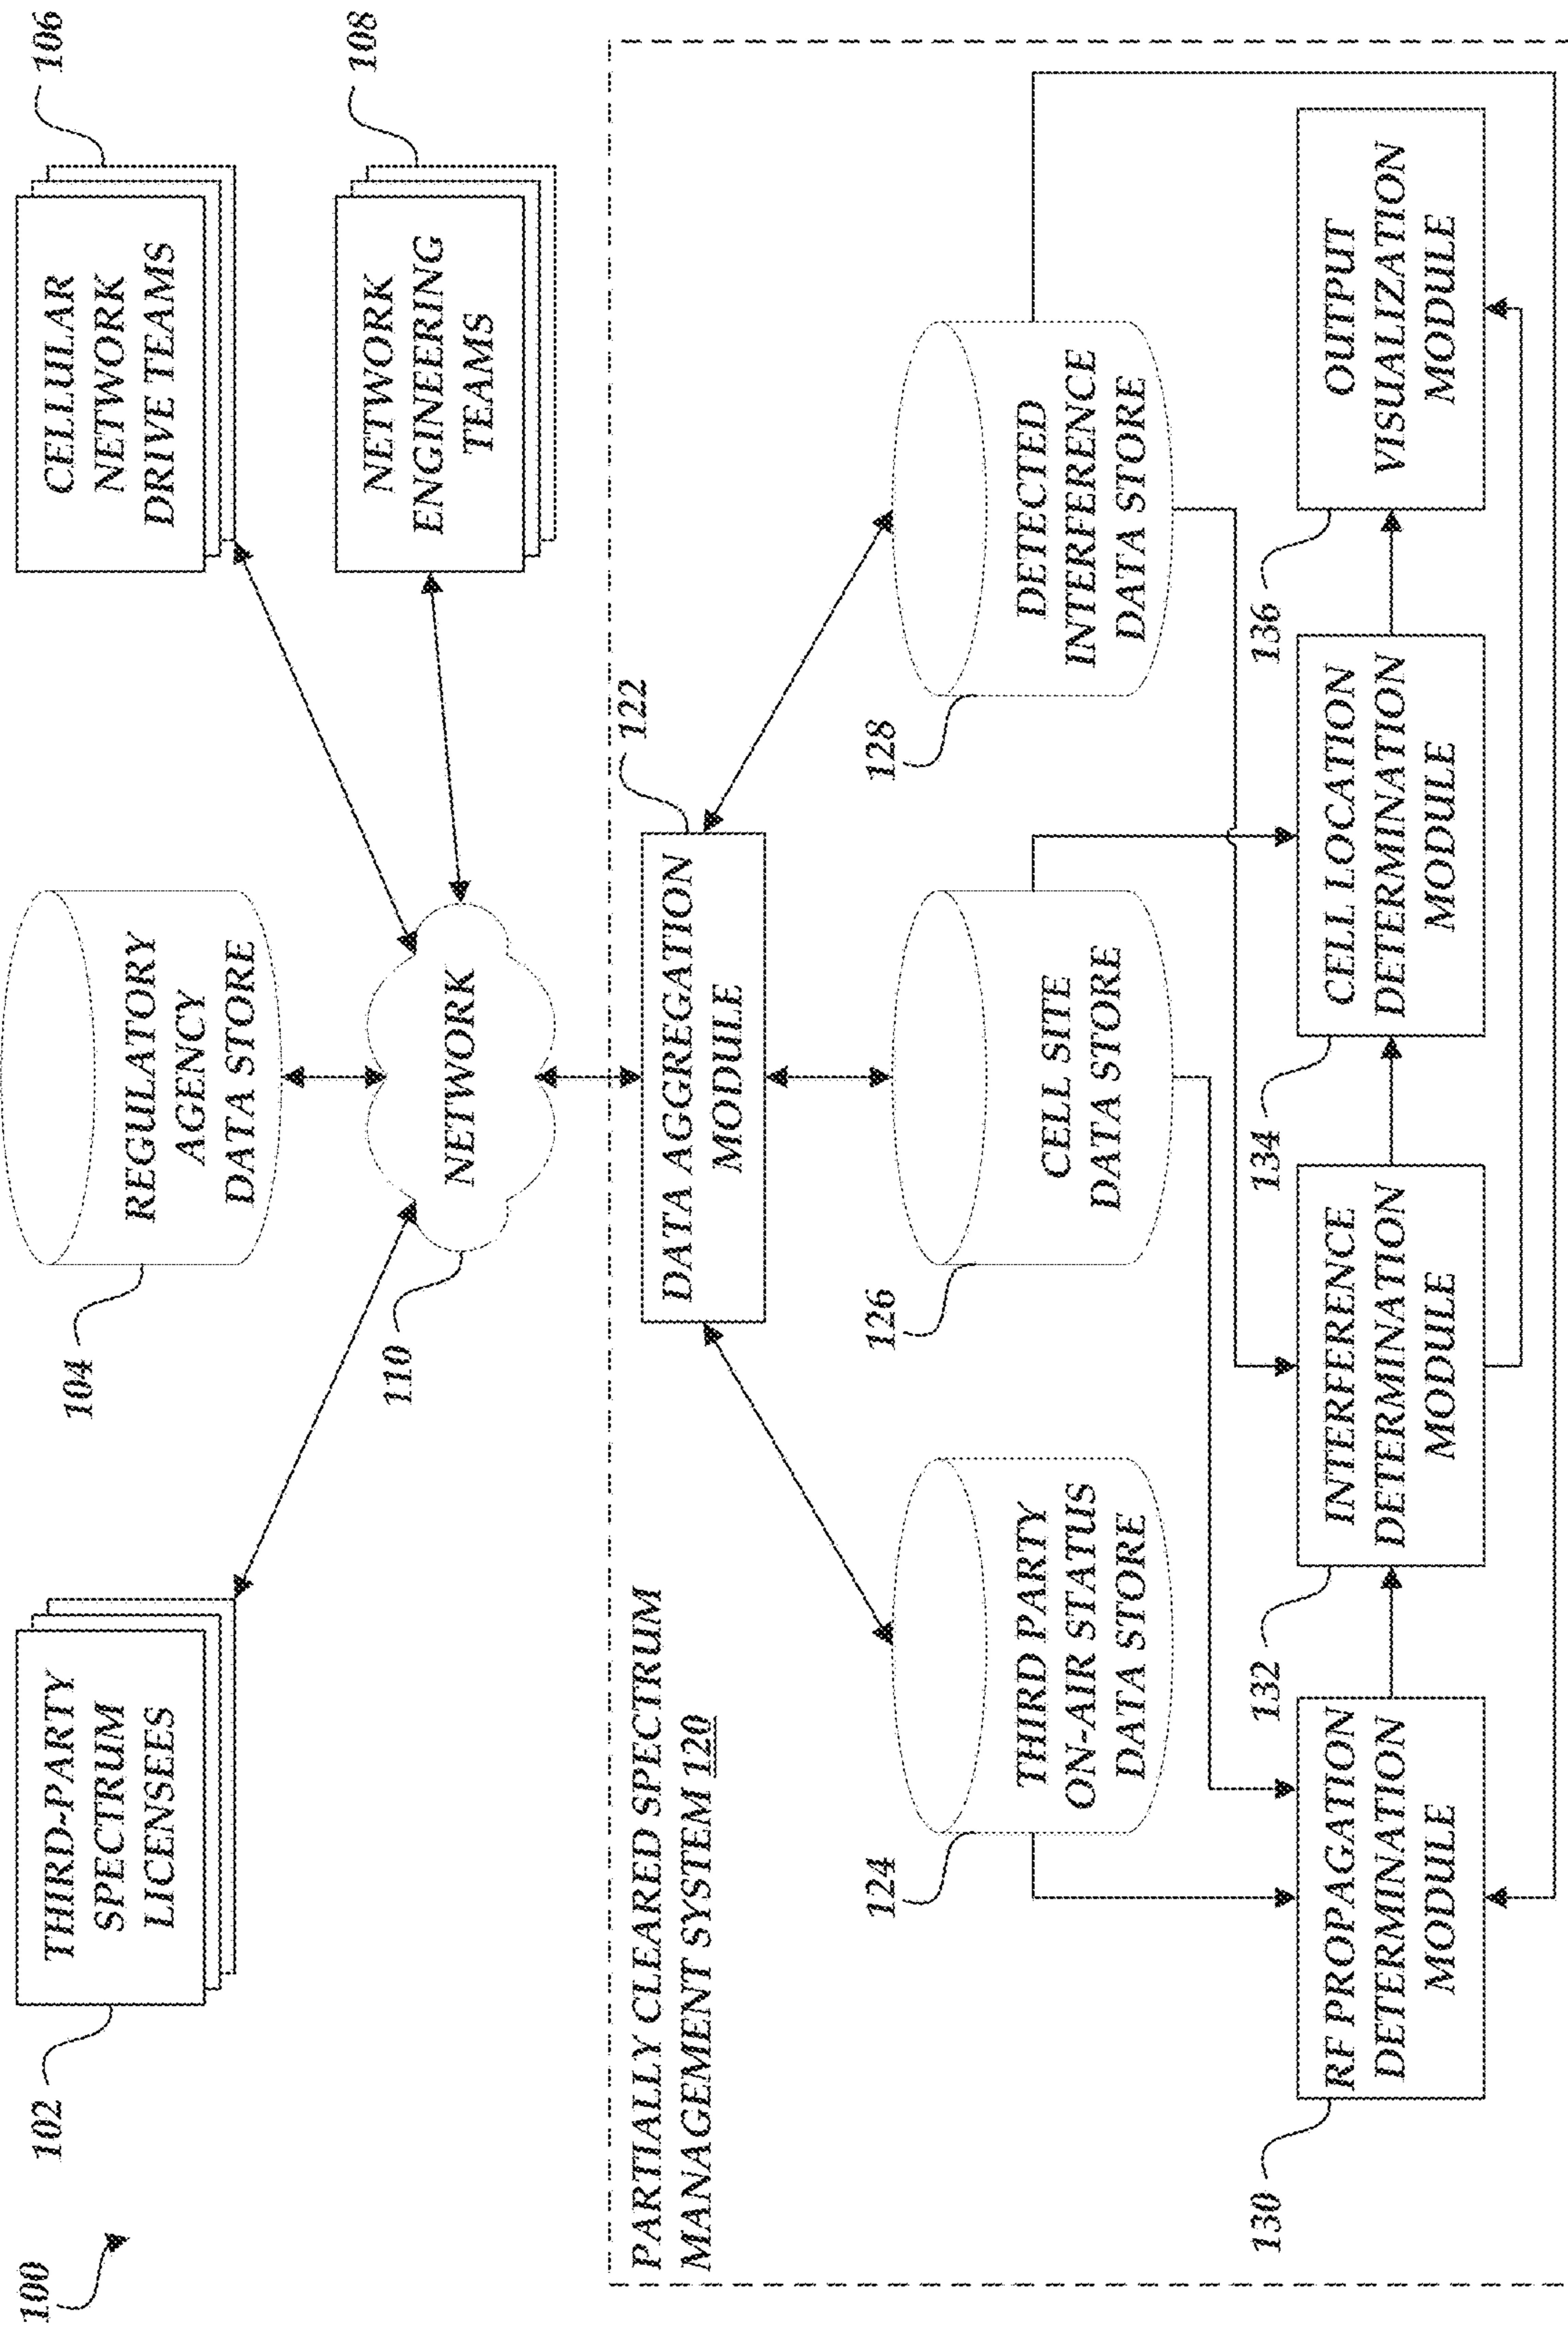 100
102
THIRD-PARTY
SPECTRUM
LICENSEES
104
REGULATORY
AGENCY
DATA STORE
CELLULAR
NETWORK
DRIVE TEAMS
106
110
NETWORK
NETWORK
ENGINEERING
TEAMS
108
PARTIALLY CLEARED SPECTRUM
MANAGEMENT SYSTEM 120
DATA AGGREGATION
MODULE
122
124
THIRD PARTY
ON-AIR STATUS
DATA STORE
126
CELL SITE
DATA STORE
128
DETECTED
INTERFERENCE
DATA STORE
130
RF PROPAGATION
DETERMINATION
MODULE
132
INTERFERENCE
DETERMINATION
MODULE
134
CELL LOCATION
DETERMINATION
MODULE
136
OUTPUT
VISUALIZATION
MODULE